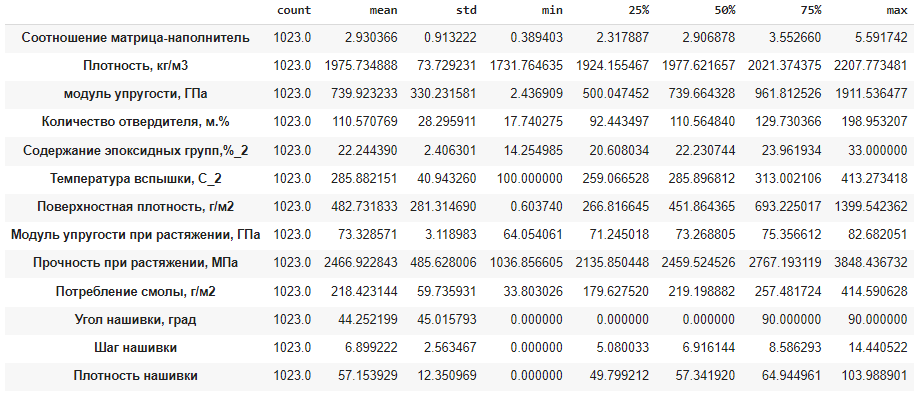 count mean std min 25% 50% 75% max
Соотношение матрица-наполнитель 1023.0 2.930366 0.913222 0.389403 2.317887 2.906878 3.552660 5.591742
Плотность, кг/м3 1023.0 1975.734888 73.729231 1731.764635 1924.155467 1977.621657 2021.374375 2207.773481
модуль упругости, ГПа 1023.0 739.923233 330.231581 2.436909 500.047452 739.664328 961.812526 1911.536477
Количество отвердителя, м.% 1023.0 110.570769 28.295911 17.740275 92.443497 110.564840 129.730366 198.953207
Содержание эпоксидных групп,%_2 1023.0 22.244390 2.406301 14.254985 20.608034 22.230744 23.961934 33.000000
Температура вспышки, С_2 1023.0 285.882151 40.943260 100.000000 259.066528 285.896812 313.002106 413.273418
Поверхностная плотность, г/м2 1023.0 482.731833 281.314690 0.603740 266.816645 451.864365 693.225017 1399.542362
Модуль упругости при растяжении, ГПа 1023.0 73.328571 3.118983 64.054061 71.245018 73.268805 75.356612 82.682051
Прочность при растяжении, МПа 1023.0 2466.922843 485.628006 1036.856605 2135.850448 2459.524526 2767.193119 3848.436732
Потребление смолы, г/м2 1023.0 218.423144 59.735931 33.803026 179.627520 219.198882 257.481724 414.590628
Угол нашивки, град 1023.0 44.252199 45.015793 0.000000 0.000000 0.000000 90.000000 90.000000
Шаг нашивки 1023.0 6.899222 2.563467 0.000000 5.080033 6.916144 8.586293 14.440522
Плотность нашивки 1023.0 57.153929 12.350969 0.000000 49.799212 57.341920 64.944961 103.988901